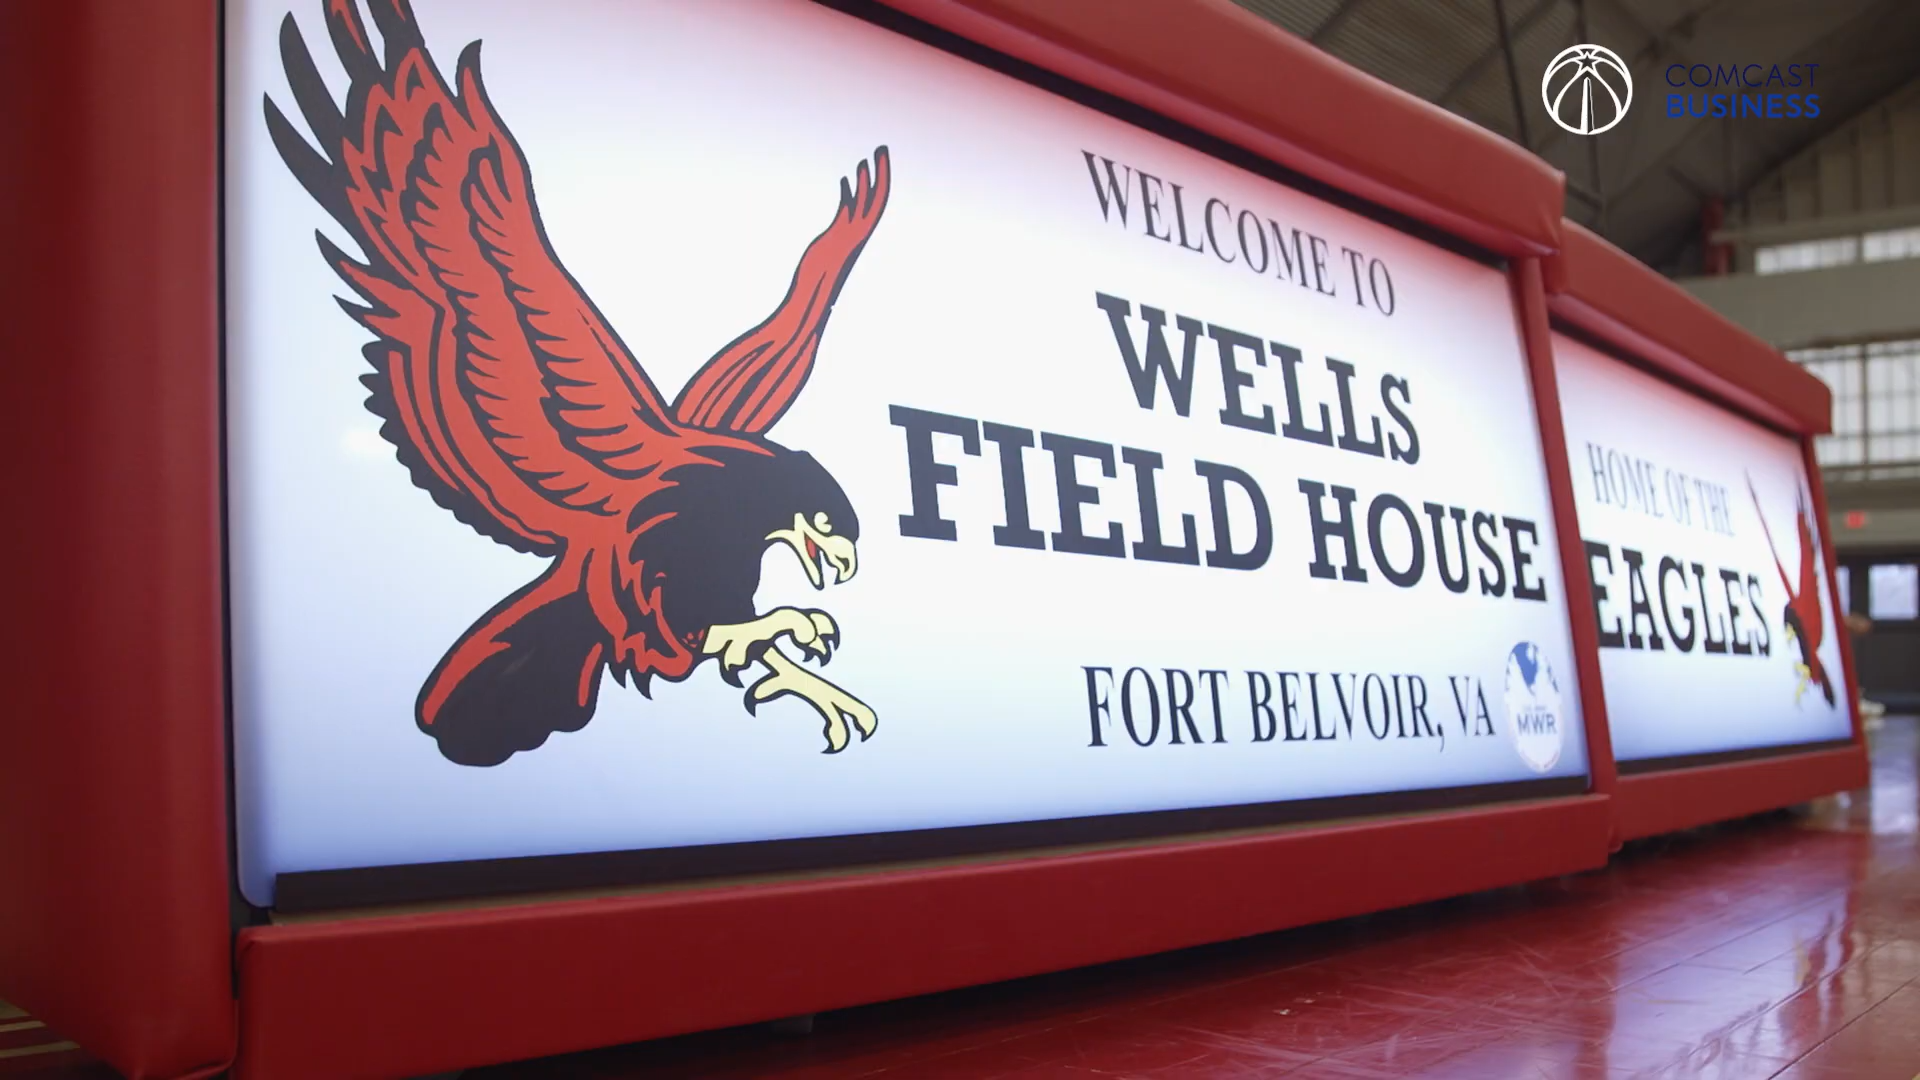 COMCAST
BUSINESS
WELCOME TO
WELLS
FIELD HOUSE
FORT BELVOIR, VA
MWR
HOME OF THE
EAGLES